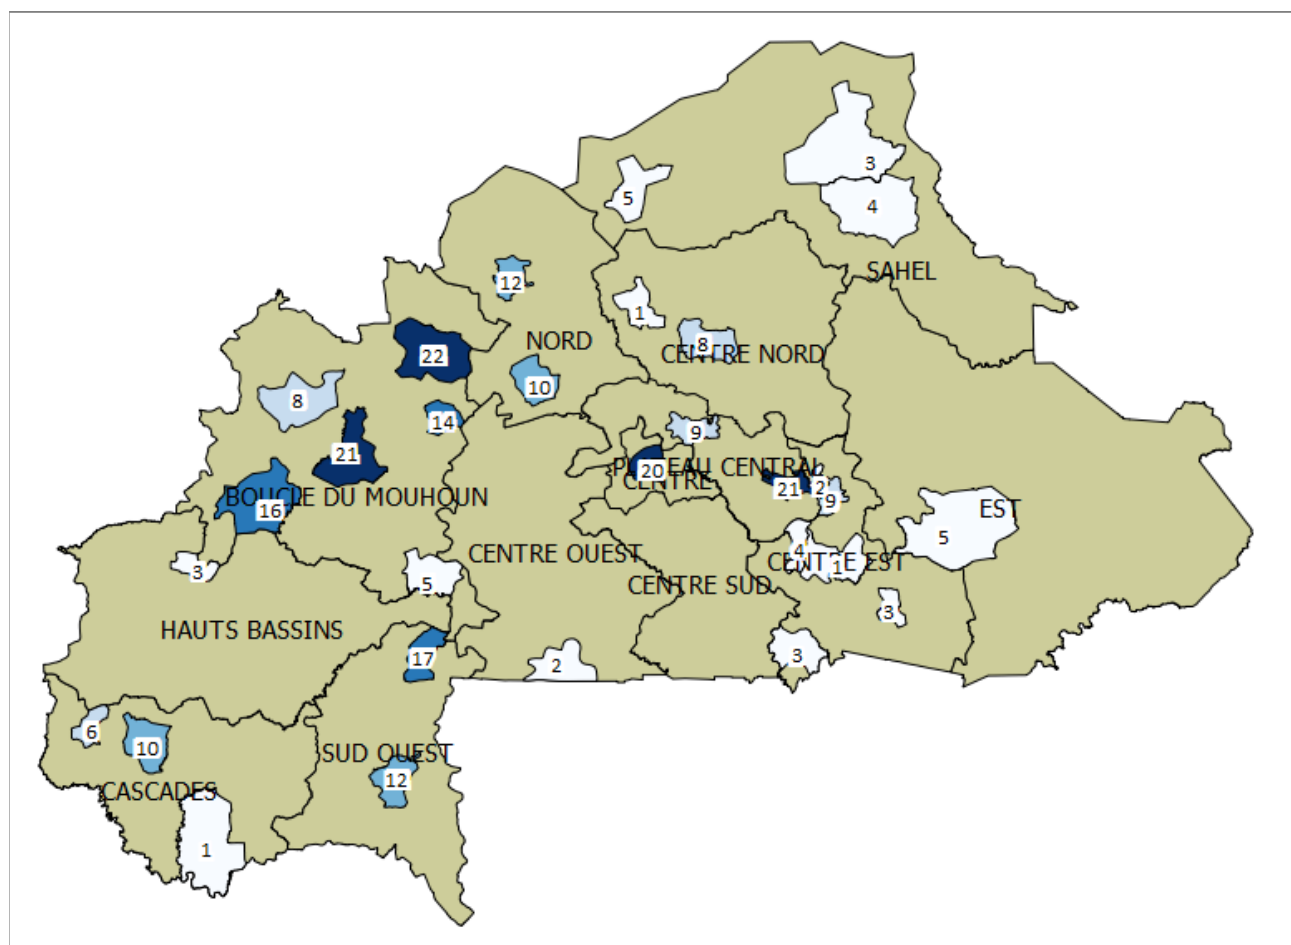 3
5
4
SAHEL
12
1
NORD
8
CENTRE NORD
22
10
8
14
9
21
PLATEAU CENTRAL
20
CENTRE
21
2
9
BOUCLE DU MOUHOUN
16
EST
5
CENTRE OUEST
4
CENTRE EST
1
3
5
CENTRE SUD
3
HAUTS BASSINS
17
2
3
6
10
SUD OUEST
12
CASCADES
1